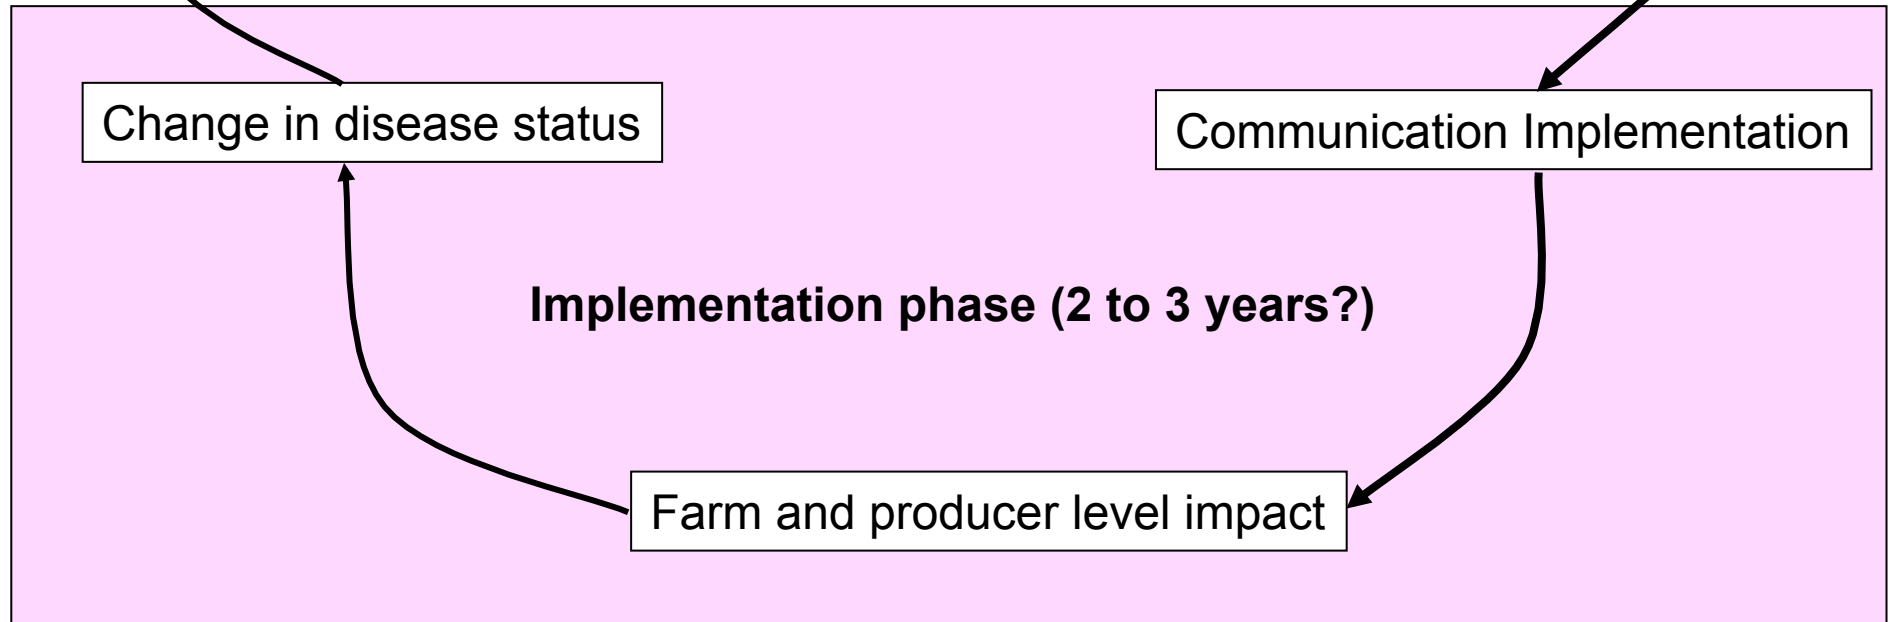 Change in disease status
Communication Implementation
Implementation phase (2 to 3 years?)
Farm and producer level impact